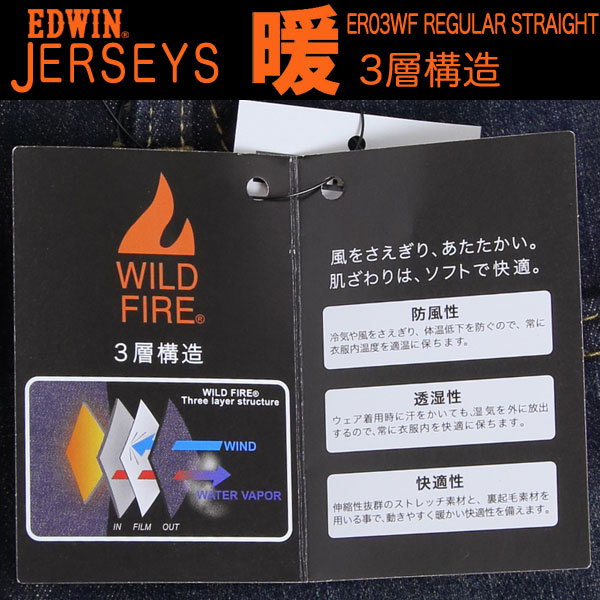 EDWIN®
JERSEYS
暖
ER03WF REGULAR STRAIGHT
3層構造
WILD
FIRE®
3層構造
WILD FIRE®
Three layer structure
WIND
WATER VAPOR
IN FILM OUT
風をさえぎり、あたたかい。
肌ざわりは、ソフトで快適。
防風性
冷気や風をさえぎり、体温低下を防ぐので、常に
衣服内温度を適温に保ちます。
透湿性
ウェア着用時に汗をかいても、湿気を外に放出
するので、常に衣服内を快適に保ちます。
快適性
伸縮性抜群のストレッチ素材と、裏起毛素材を
用いる事で、動きやすく暖かい快適性を備えます。